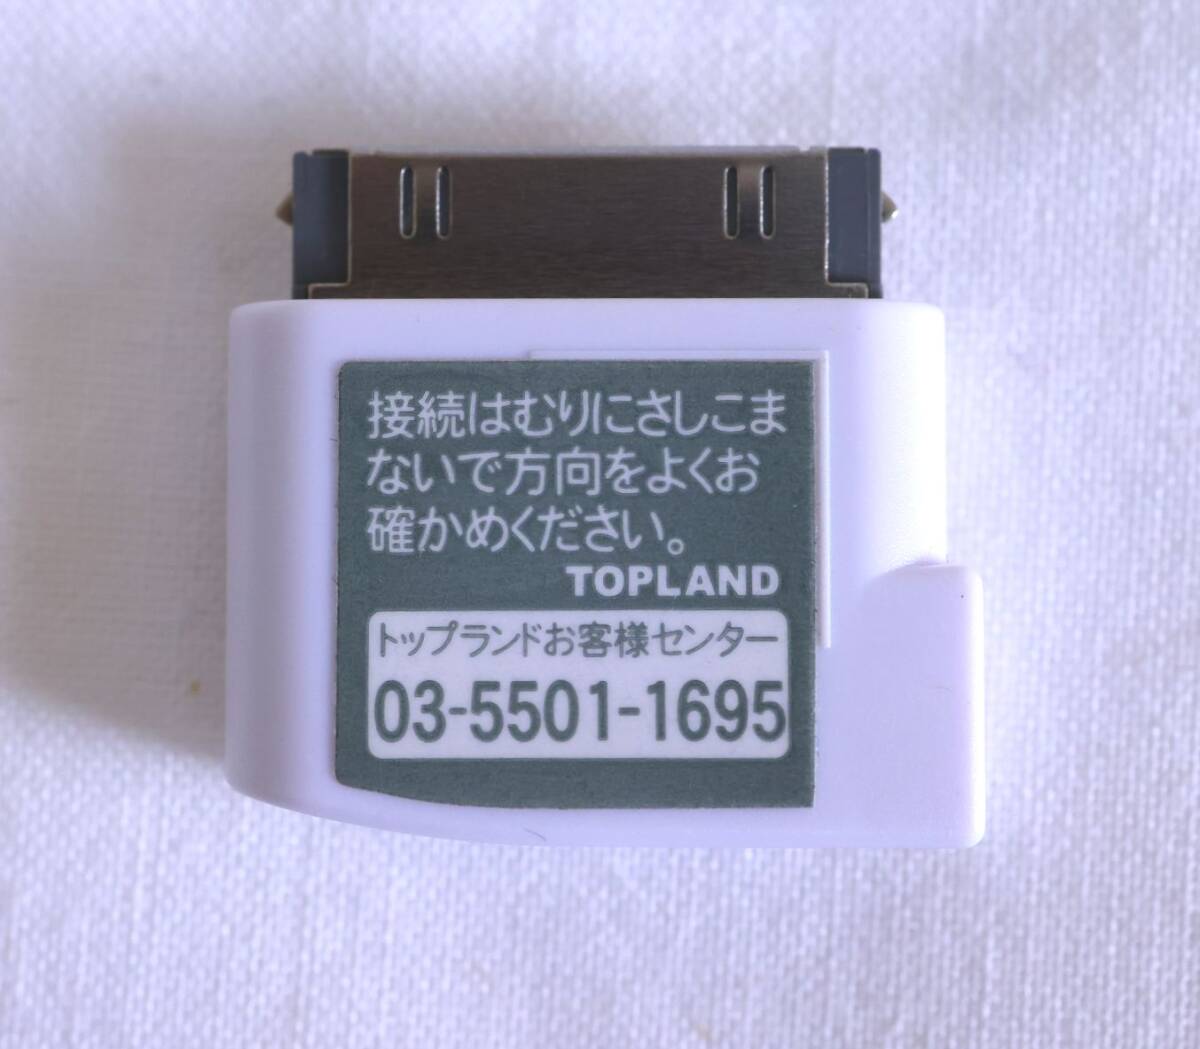 接続はむりにさしこま
ないで方向をよくお
確かめください。
TOPLAND
トップランドお客様センター
03-5501-1695